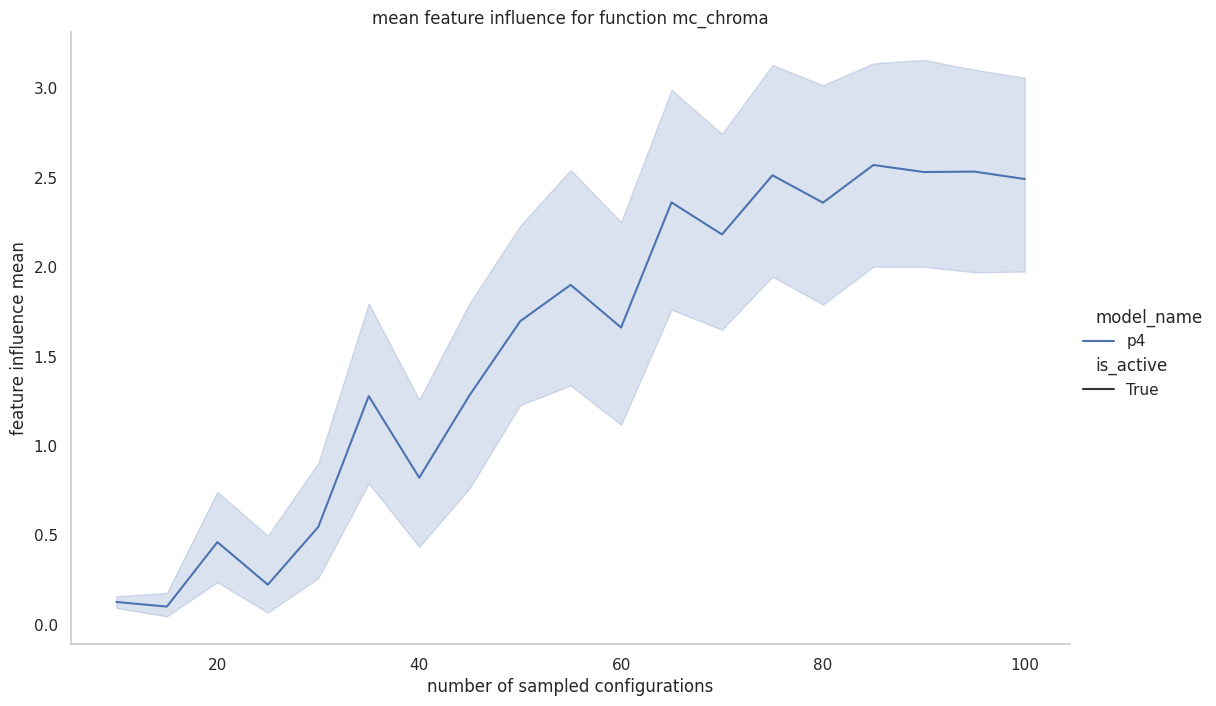 mean feature influence for function mc_chroma
3.0
2.5
2.0
1.5
1.0
0.5
0.0
feature influence mean
20 40 60 80 100
number of sampled configurations
model_name
p4
is_active
True